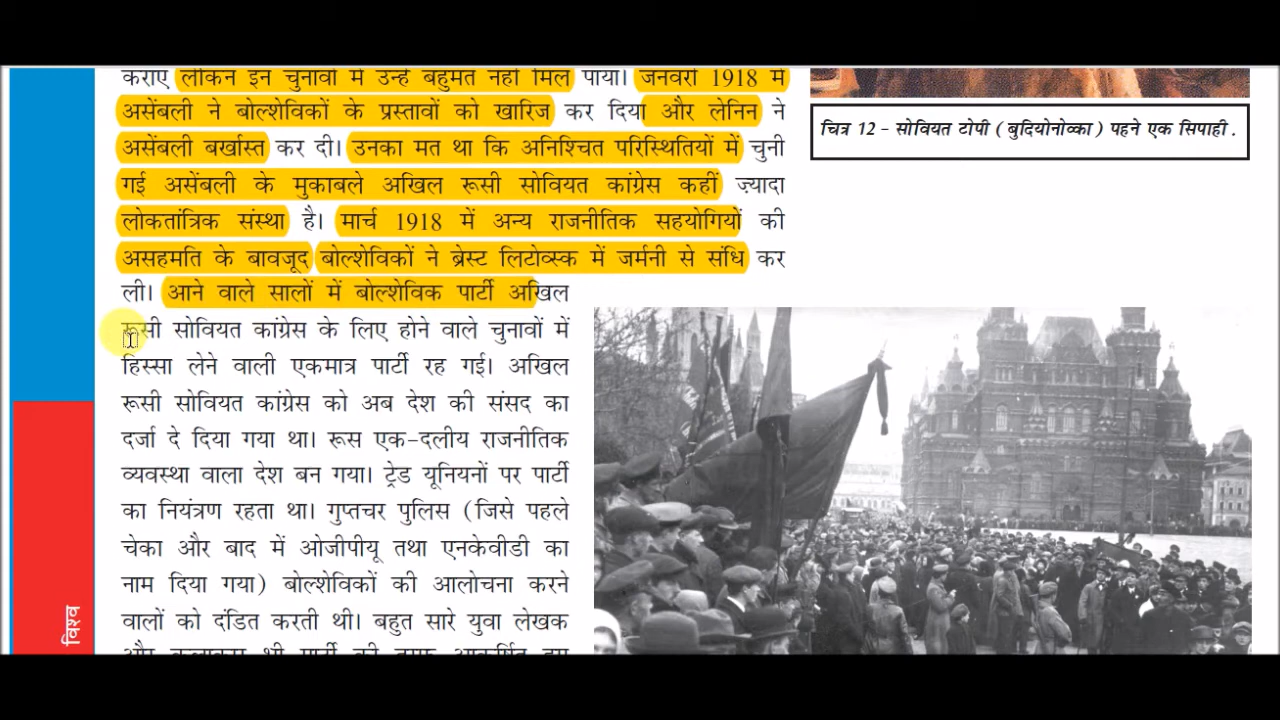 कराए लेकिन इन चुनावों में उन्हें बहुमत नहीं मिल पाया। जनवरी 1918 में
असेंबली ने बोल्शेविकों के प्रस्तावों को खारिज कर दिया और लेनिन ने
असेंबली बर्खास्त कर दी। उनका मत था कि अनिश्चित परिस्थितियों में चुनी
गई असेंबली के मुकाबले अखिल रूसी सोवियत कांग्रेस कहीं ज़्यादा
लोकतांत्रिक संस्था है। मार्च 1918 में अन्य राजनीतिक सहयोगियों की
असहमति के बावजूद बोल्शेविकों ने ब्रेस्ट लिटोव्स्क में जर्मनी से संधि कर
ली। आने वाले सालों में बोल्शेविक पार्टी अखिल
रूसी सोवियत कांग्रेस के लिए होने वाले चुनावों में
हिस्सा लेने वाली एकमात्र पार्टी रह गई। अखिल
रूसी सोवियत कांग्रेस को अब देश की संसद का
दर्जा दे दिया गया था। रूस एक-दलीय राजनीतिक
व्यवस्था वाला देश बन गया। ट्रेड यूनियनों पर पार्टी
का नियंत्रण रहता था। गुप्तचर पुलिस (जिसे पहले
चेका और बाद में ओजीपीयू तथा एनकेवीडी का
नाम दिया गया) बोल्शेविकों की आलोचना करने
वालों को दंडित करती थी। बहुत सारे युवा लेखक
चित्र 12 - सोवियत टोपी (बुदियोनोव्का) पहने एक सिपाही.
विश्व